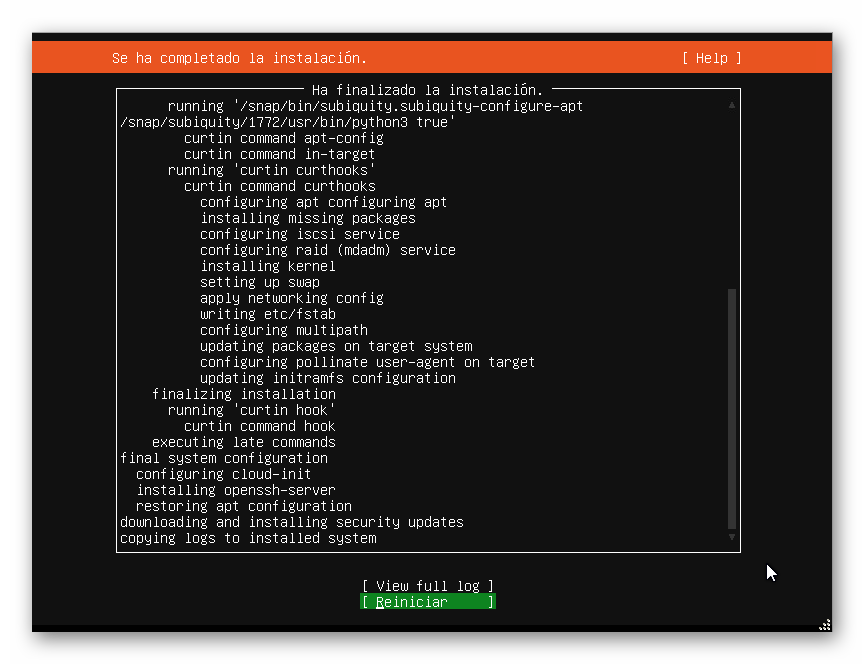 Se ha completado la instalación. [ Help ]
Ha finalizado la instalación.
running '/snap/bin/subiquity.subiquity-configure-apt
/snap/subiquity/1772/usr/bin/python3 true'
curtin command apt-config
curtin command in-target
running 'curtin curthooks'
curtin command curthooks
configuring apt configuring apt
installing missing packages
configuring iscsi service
configuring raid (mdadm) service
installing kernel
setting up swap
apply networking config
writing etc/fstab
configuring multipath
updating packages on target system
configuring pollinate user-agent on target
updating initramfs configuration
finalizing installation
running 'curtin hook'
curtin command hook
executing late commands
final system configuration
configuring cloud-init
installing openssh-server
restoring apt configuration
downloading and installing security updates
copying logs to installed system
[ View full log ]
[ Reiniciar ]